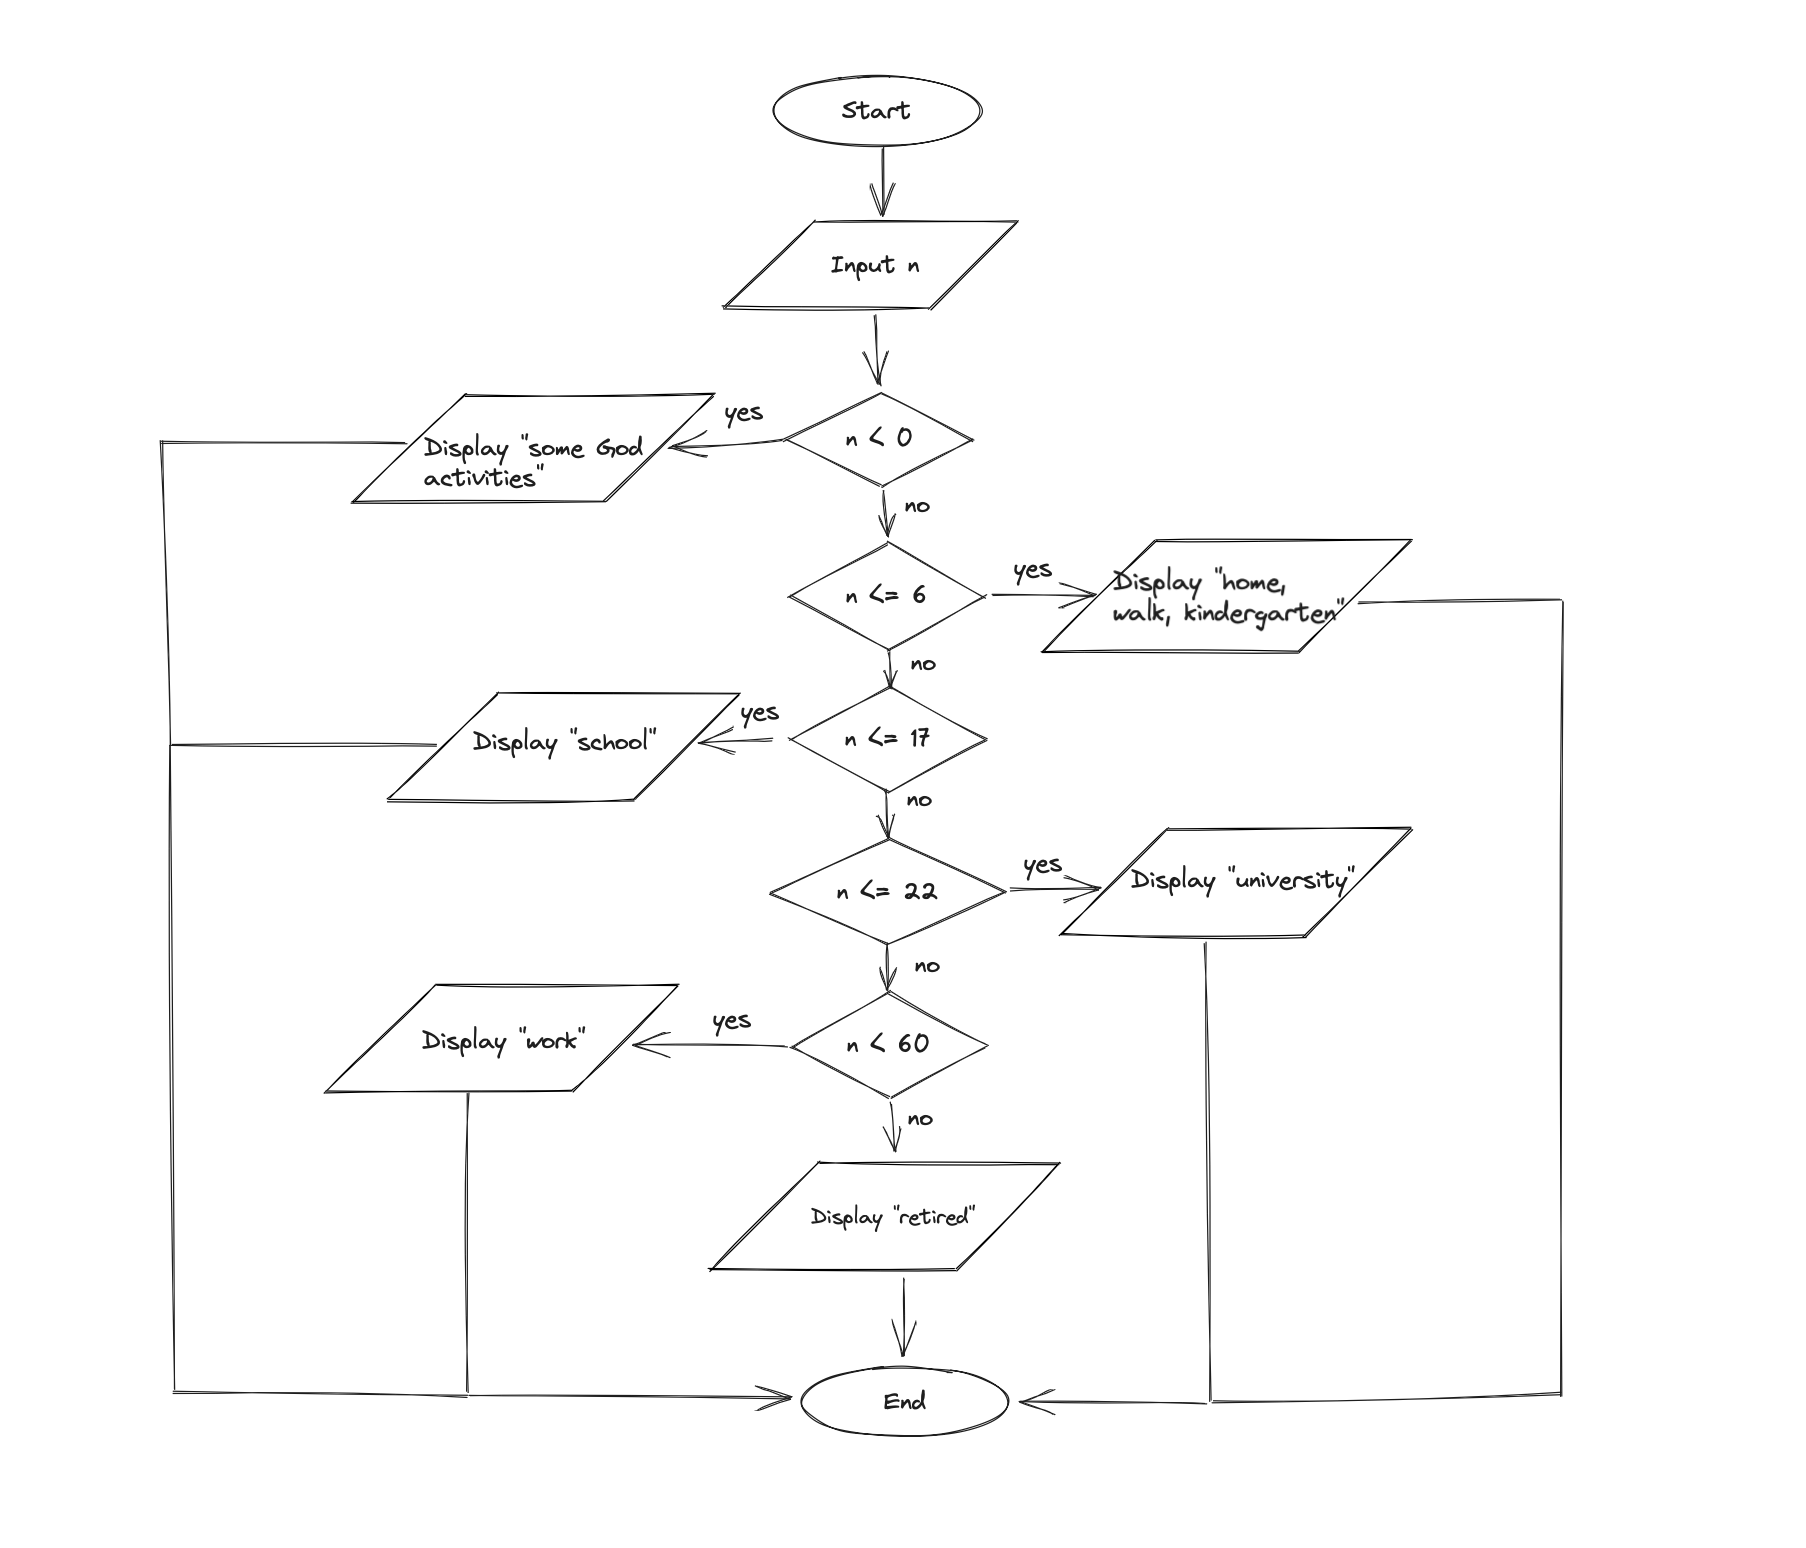 Start
Input n
n < 0
yes
Display "some God
activities"
no
n <= 6
yes
Display "home,
walk, kindergarten"
no
n <= 17
yes
Display "school"
no
n <= 22
yes
Display "university"
no
n < 60
yes
Display "work"
no
Display "retired"
End